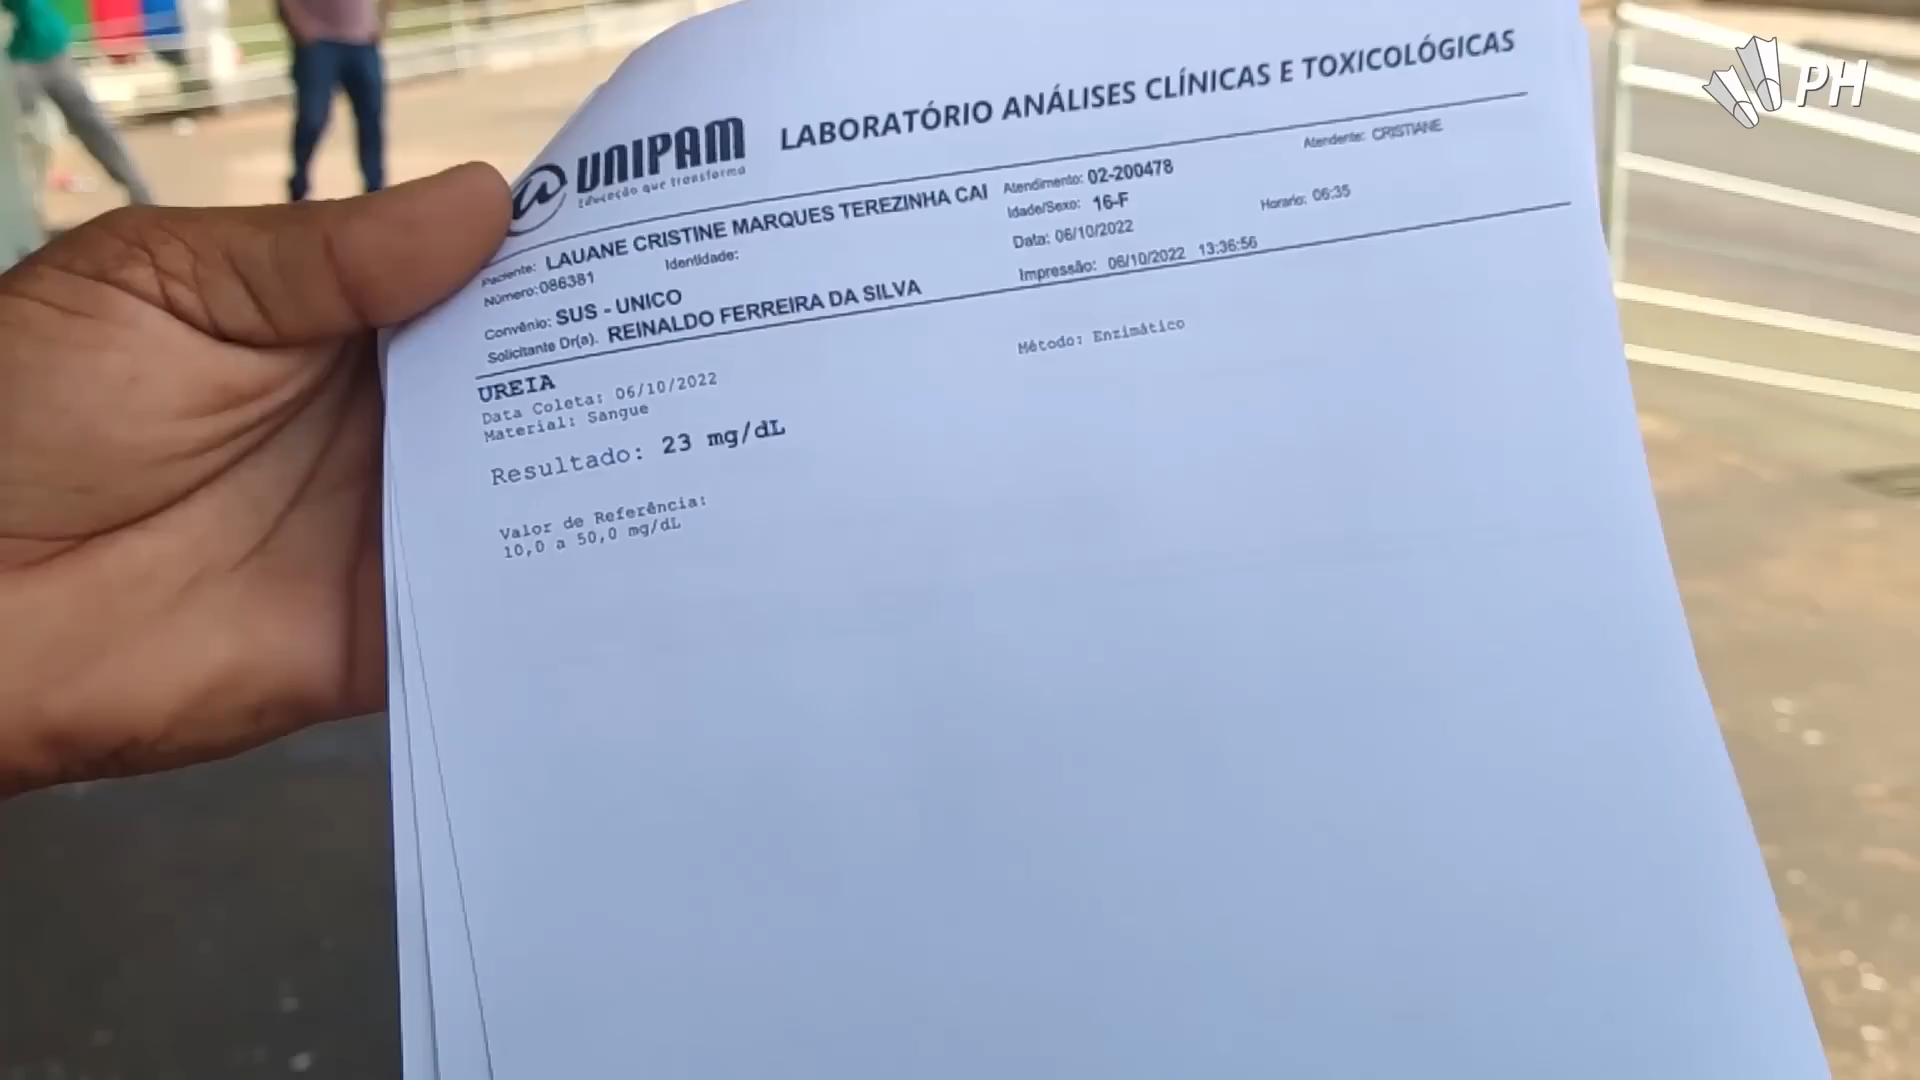 PH
UNIPAM
Educação que transforma
LABORATÓRIO ANÁLISES CLÍNICAS E TOXICOLÓGICAS
Paciente: LAUANE CRISTINE MARQUES TEREZINHA CAI
Número: 086381 Identidade:
Convênio: SUS - UNICO
Solicitante Dr(a). REINALDO FERREIRA DA SILVA
Atendimento: 02-200478 Atendente: CRISTIANE
Idade/Sexo: 16-F
Data: 06/10/2022 Horario: 06:35
Impressão: 06/10/2022 13:36:56
UREIA
Data Coleta: 06/10/2022
Material: Sangue
Método: Enzimático
Resultado: 23 mg/dL
Valor de Referência:
10,0 a 50,0 mg/dL